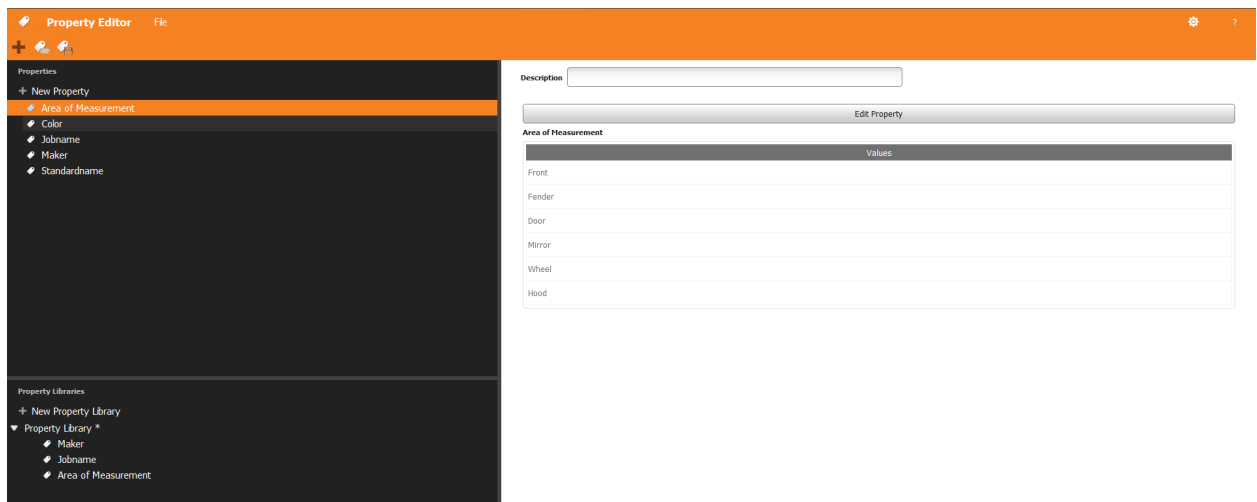 Property Editor File ?
Properties
+ New Property
Area of Measurement
Color
Jobname
Maker
Standardname
Property Libraries
+ New Property Library
Property Library *
Maker
Jobname
Area of Measurement
Description
Edit Property
Area of Measurement
Values
Front
Fender
Door
Mirror
Wheel
Hood